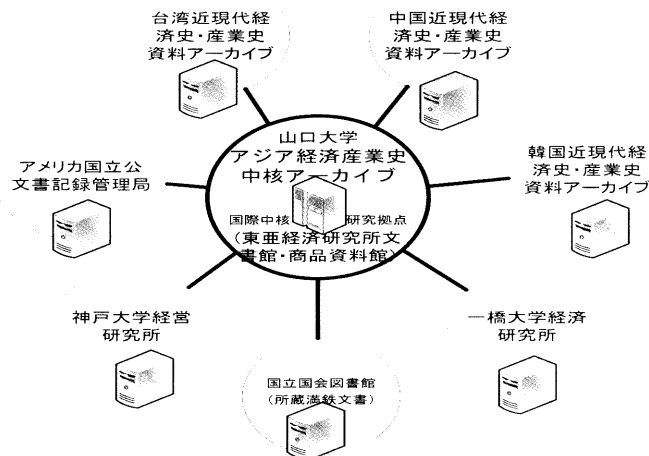 台湾近現代経
済史・産業史
資料アーカイブ
中国近現代経
済史・産業史
資料アーカイブ
山口大学
アジア経済産業史
中核アーカイブ
国際中核 研究拠点
(東亜経済研究所文
書館・商品資料館)
アメリカ国立公
文書記録管理局
韓国近現代経
済史・産業史
資料アーカイブ
神戸大学経営
研究所
一橋大学経済
研究所
国立国会図書館
(所蔵満鉄文書)